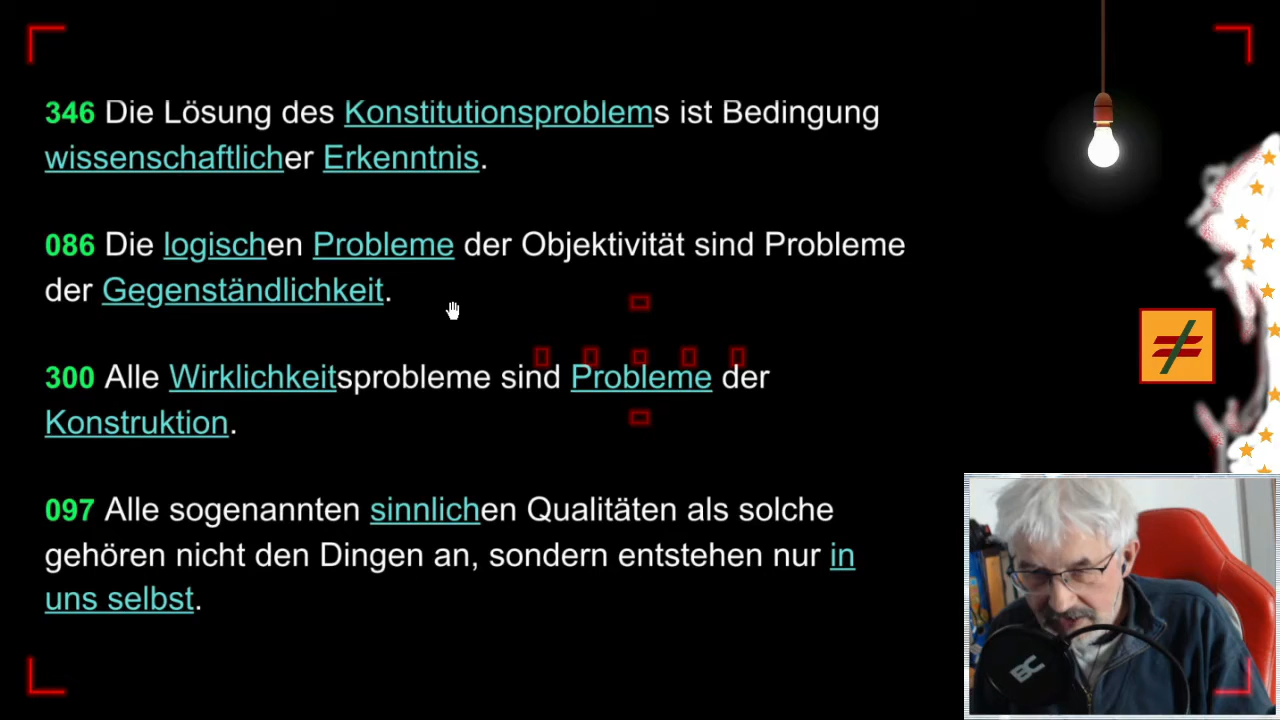 346 Die Lösung des Konstitutionsproblems ist Bedingung
wissenschaftlicher Erkenntnis.
086 Die logischen Probleme der Objektivität sind Probleme
der Gegenständlichkeit.
300 Alle Wirklichkeitsprobleme sind Probleme der
Konstruktion.
097 Alle sogenannten sinnlichen Qualitäten als solche
gehören nicht den Dingen an, sondern entstehen nur in
uns selbst.
≠
BC